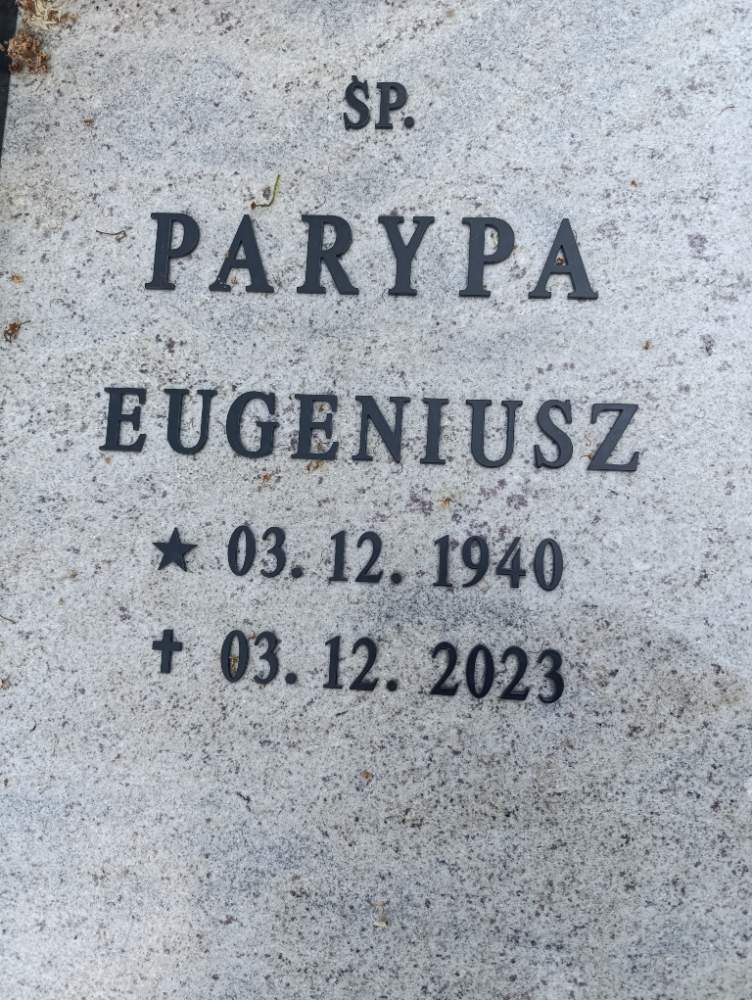 ŚP.
PARYPA
EUGENIUSZ
★ 03. 12. 1940
✝ 03. 12. 2023